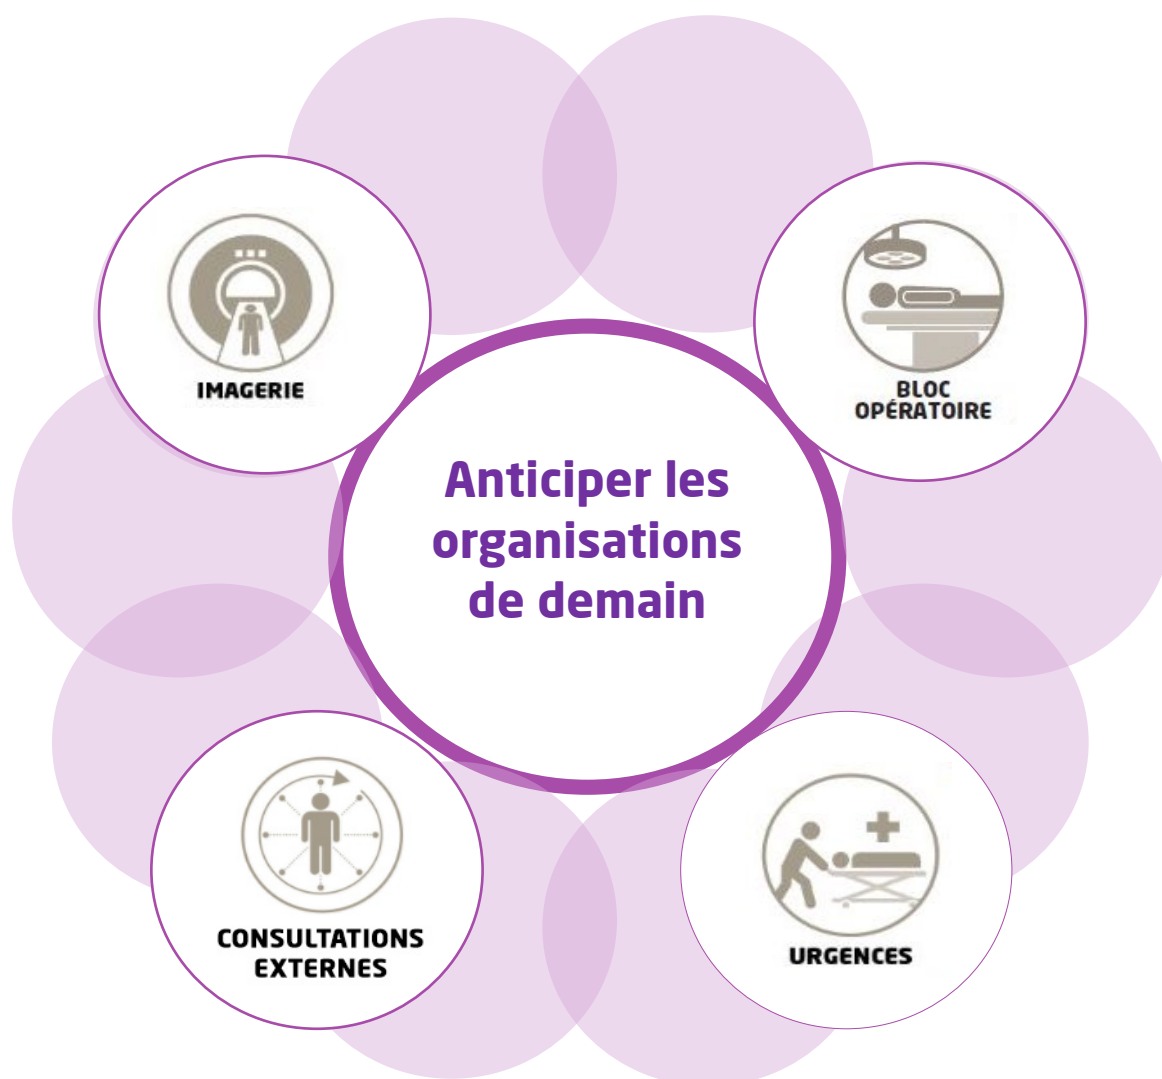 IMAGERIE
BLOC
OPÉRATOIRE
Anticiper les
organisations
de demain
CONSULTATIONS
EXTERNES
URGENCES